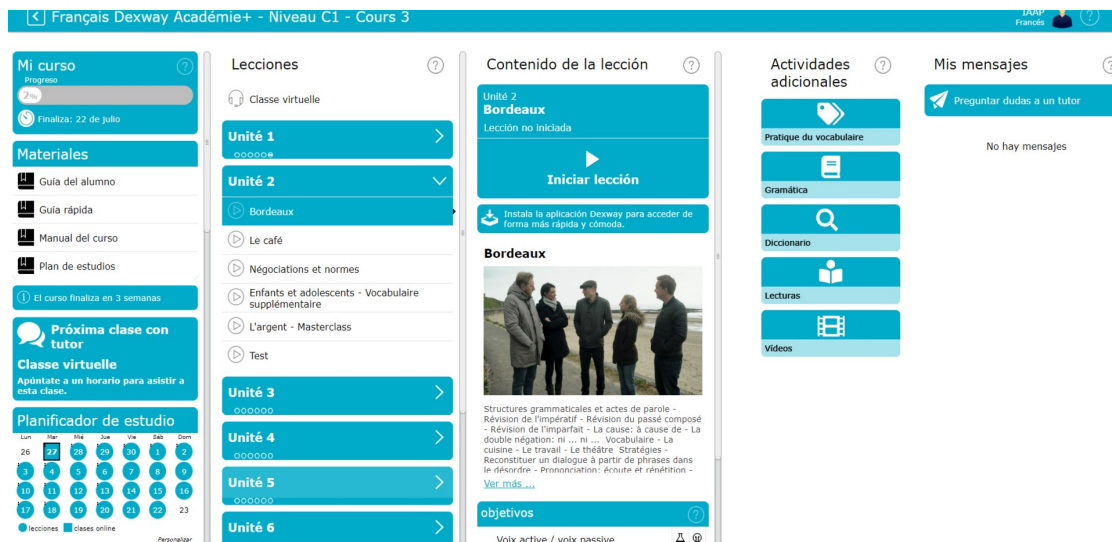 Français Dexway Académie+ - Niveau C1 - Cours 3
IAAP
Francés
?
Mi curso
?
Progreso
2%
Finaliza: 22 de julio
Materiales
Guía del alumno
Guía rápida
Manual del curso
Plan de estudios
El curso finaliza en 3 semanas
Próxima clase con
tutor
Classe virtuelle
Apúntate a un horario para asistir a
esta clase.
Planificador de estudio
Lun Mar Mié Jue Vie Sáb Dom
26 27 28 29 30 1 2
3 4 5 6 7 8 9
10 11 12 13 14 15 16
17 18 19 20 21 22 23
lecciones clases online
Personalizar
Lecciones
?
Classe virtuelle
Unité 1
Unité 2
Bordeaux
Le café
Négociations et normes
Enfants et adolescents - Vocabulaire
supplémentaire
L'argent - Masterclass
Test
Unité 3
Unité 4
Unité 5
Unité 6
Contenido de la lección
?
Unité 2
Bordeaux
Lección no iniciada
Iniciar lección
Instala la aplicación Dexway para acceder de
forma más rápida y cómoda.
Bordeaux
Structures grammaticales et actes de parole -
Révision de l'impératif - Révision du passé composé
- Révision de l'imparfait - La cause: à cause de - La
double négation: ni ... ni ... Vocabulaire - La
cuisine - Le travail - Le théâtre Stratégies -
Reconstituer un dialogue à partir de phrases dans
le désordre - Prononciation: écoute et répétition -
Ver más ...
objetivos
?
Voix active / voix passive
Actividades
adicionales
?
Pratique du vocabulaire
Gramática
Diccionario
Lecturas
Vídeos
Mis mensajes
?
Preguntar dudas a un tutor
No hay mensajes